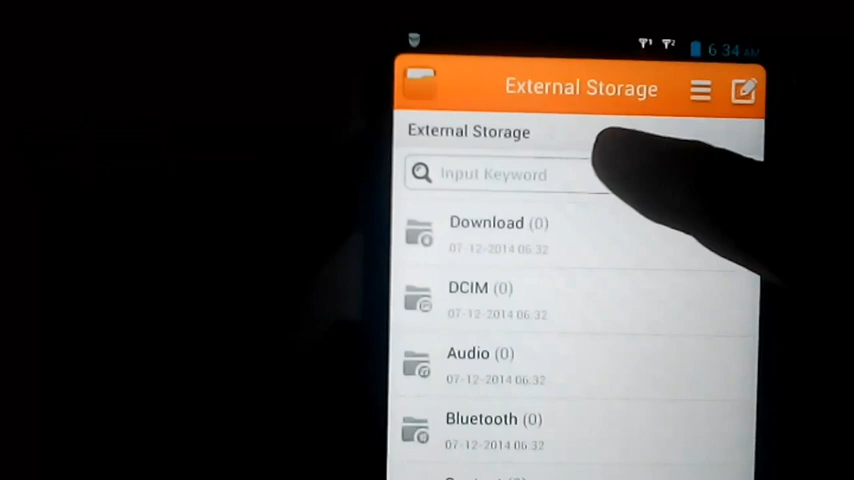 6 34 AM
External Storage
External Storage
Input Keyword
Download (0)
07-12-2014 06:32
DCIM (0)
07-12-2014 06:32
Audio (0)
07-12-2014 06:32
Bluetooth (0)
07-12-2014 06:32